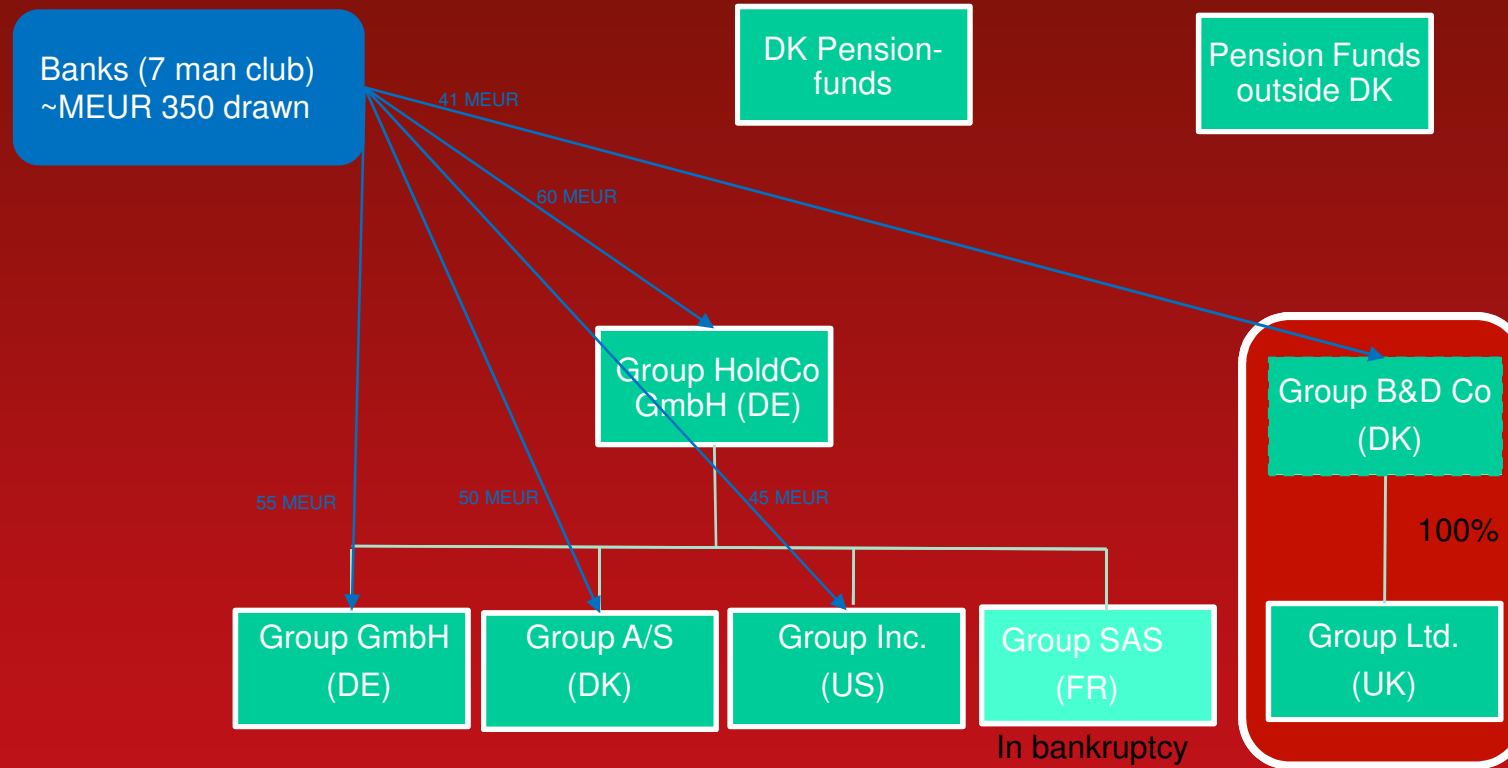 Banks (7 man club)
~MEUR 350 drawn
DK Pension-
funds
Pension Funds
outside DK
41 MEUR
60 MEUR
Group HoldCo
GmbH (DE)
Group B&D Co
(DK)
55 MEUR
50 MEUR
45 MEUR
100%
Group GmbH
(DE)
Group A/S
(DK)
Group Inc.
(US)
Group SAS
(FR)
Group Ltd.
(UK)
In bankruptcy